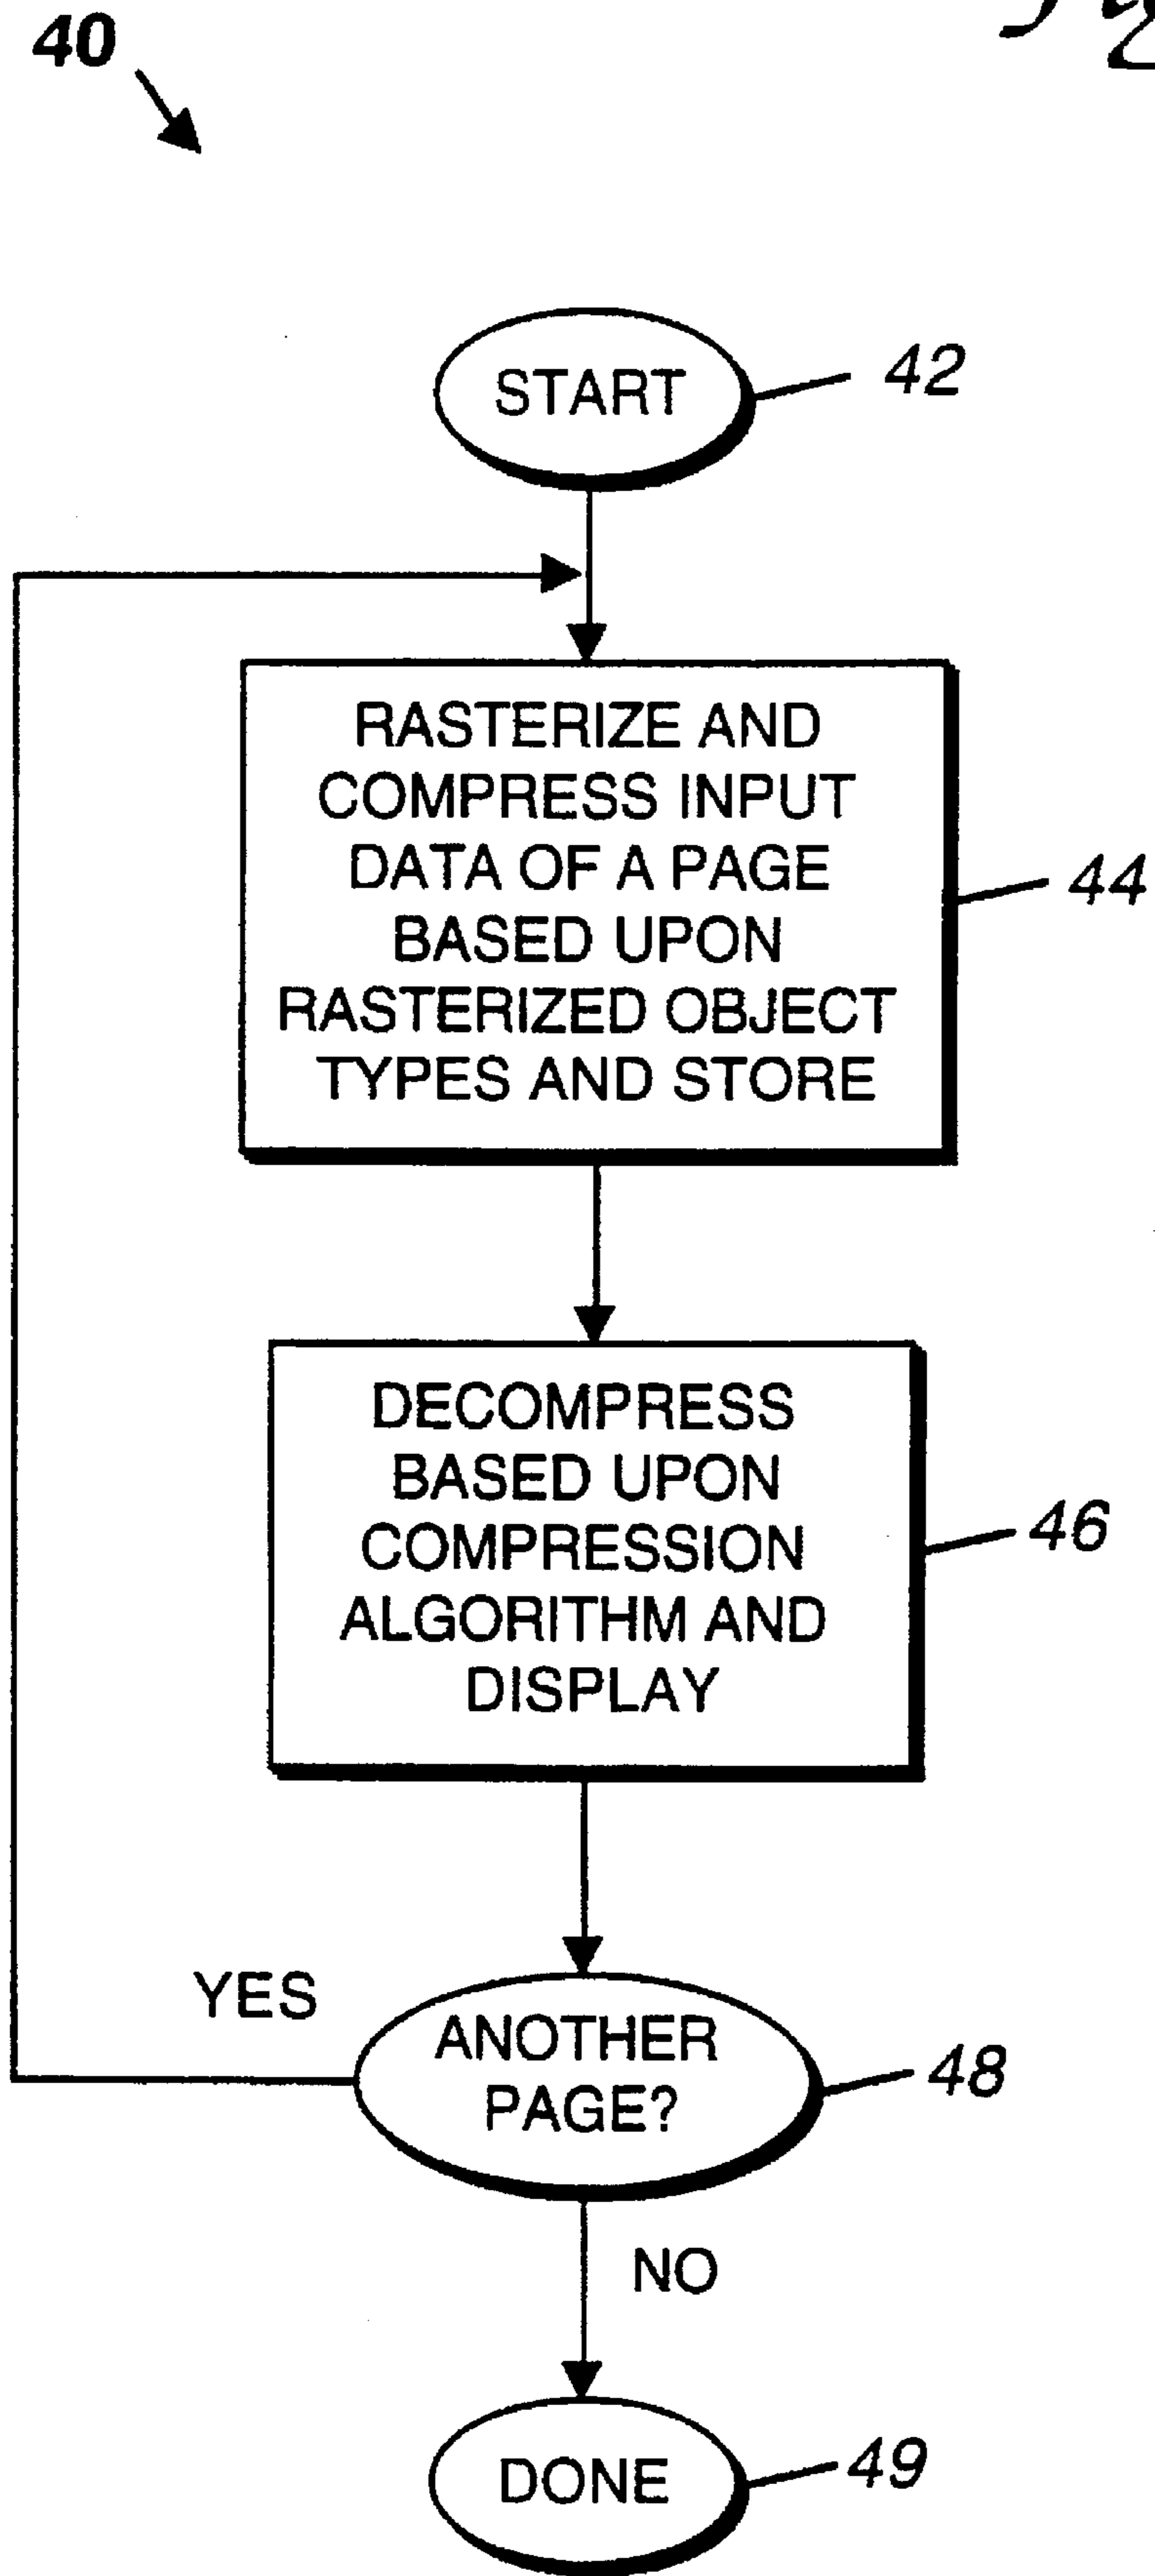 40
START
42
RASTERIZE AND
COMPRESS INPUT
DATA OF A PAGE
BASED UPON
RASTERIZED OBJECT
TYPES AND STORE
44
DECOMPRESS
BASED UPON
COMPRESSION
ALGORITHM AND
DISPLAY
46
YES
ANOTHER
PAGE?
48
NO
DONE
49